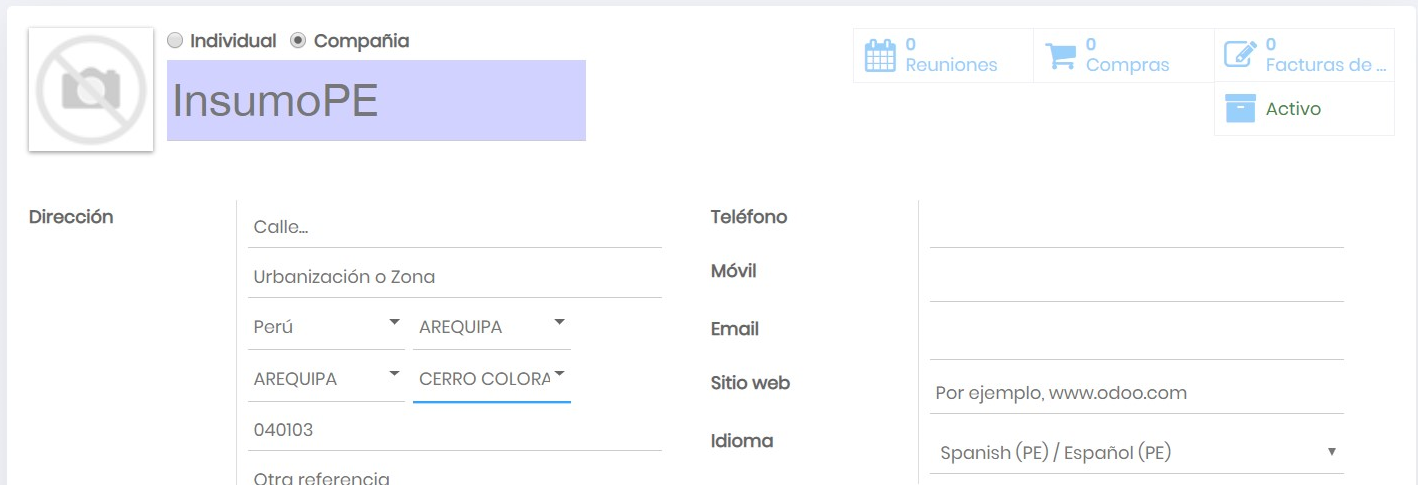 Individual Compañia
InsumoPE
0
Reuniones
0
Compras
0
Facturas de ...
Activo
Dirección
Calle...
Urbanización o Zona
Perú AREQUIPA
AREQUIPA CERRO COLORA
040103
Otra referencia
Teléfono
Móvil
Email
Sitio web Por ejemplo, www.odoo.com
Idioma Spanish (PE) / Español (PE)